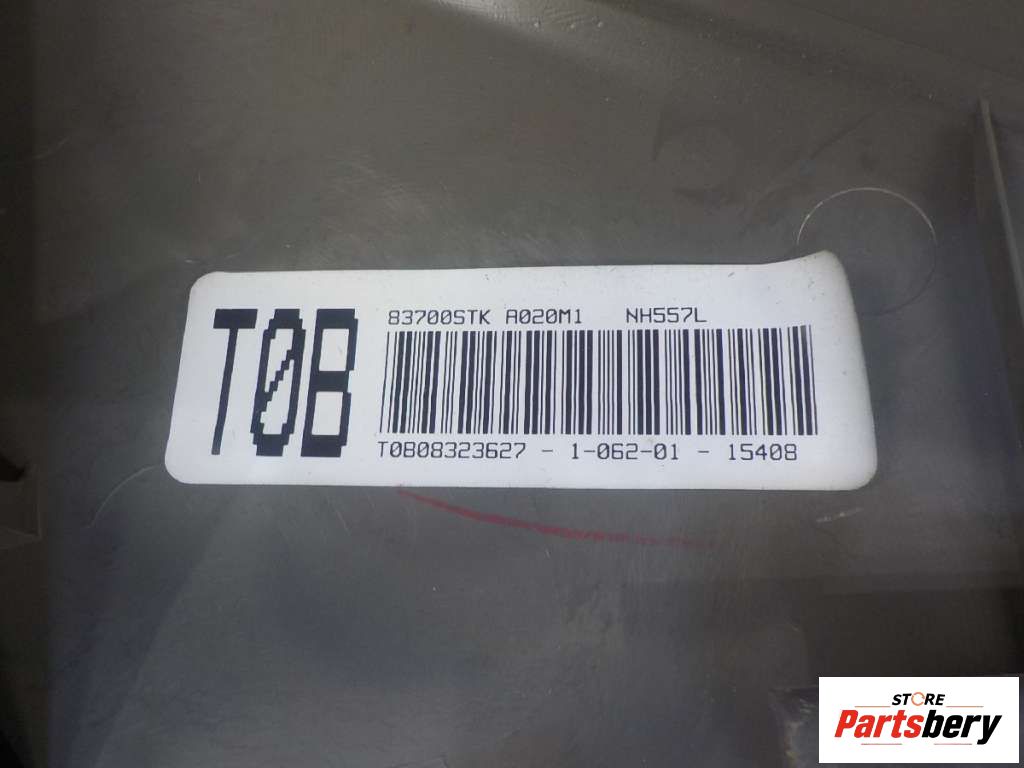 T0B
83700STK A020M1 NH557L
T0B08323627 - 1-062-01 - 15408
STORE
Partsbery